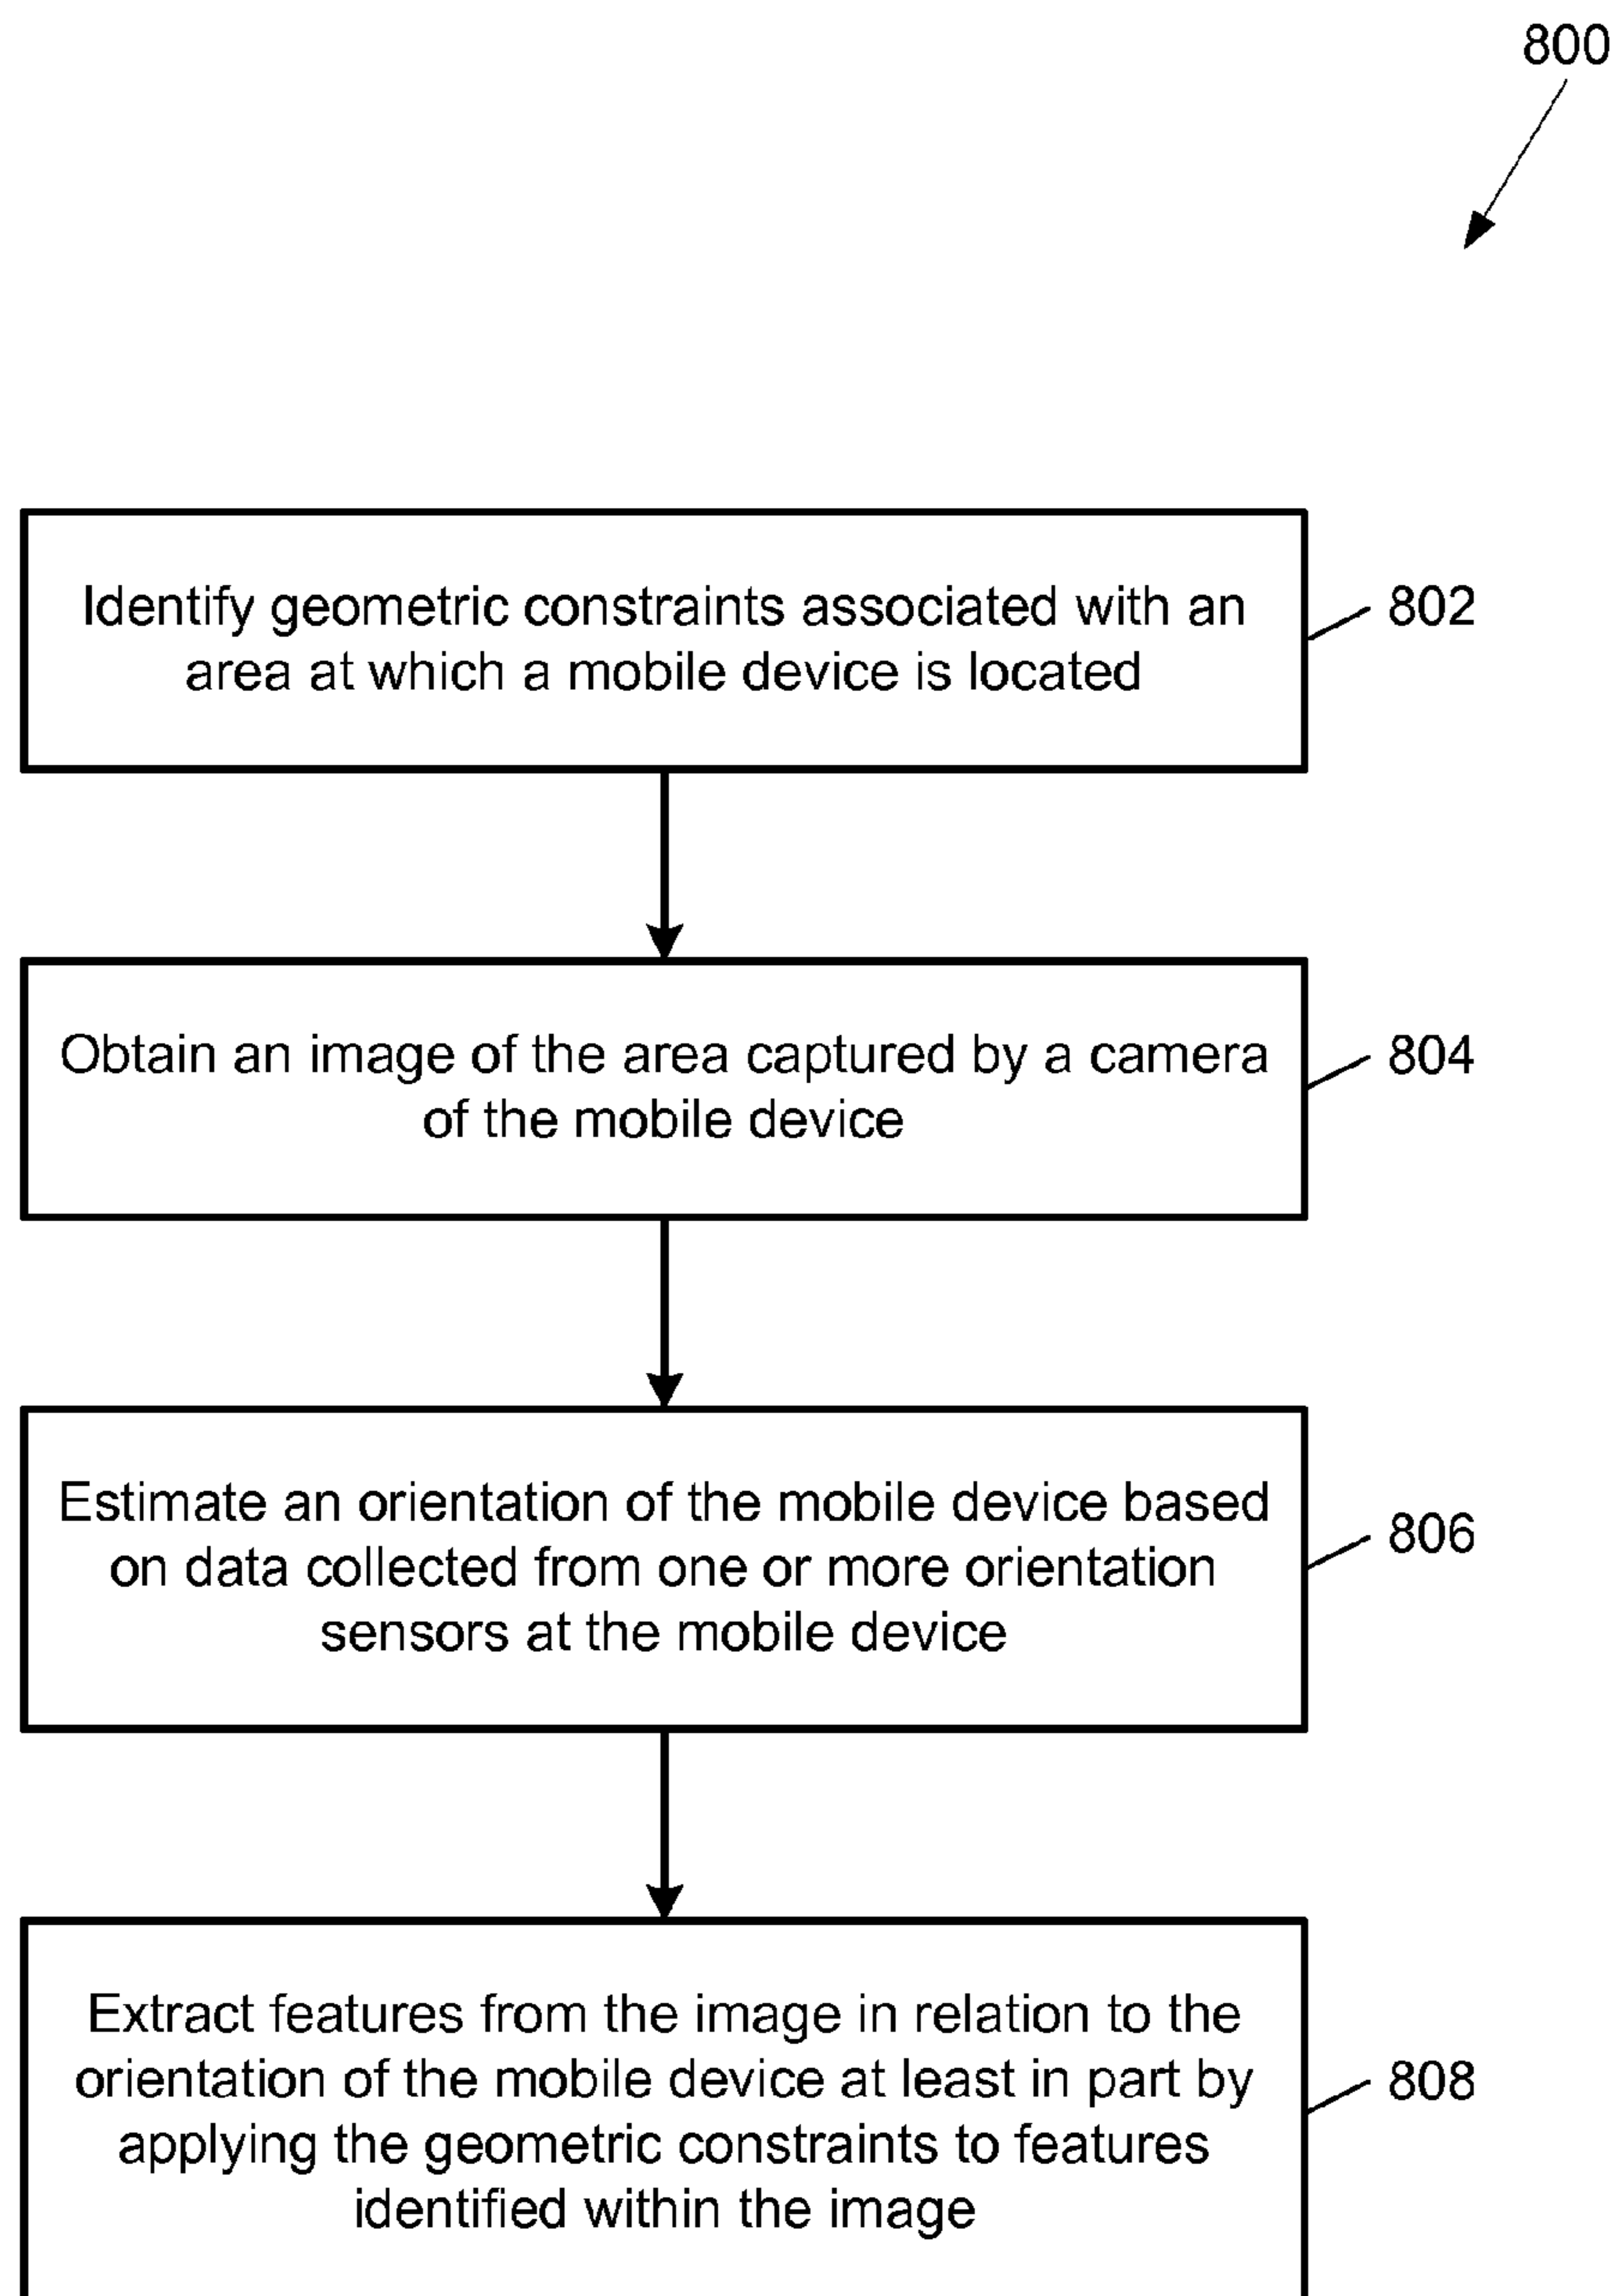 800
Identify geometric constraints associated with an
area at which a mobile device is located
802
Obtain an image of the area captured by a camera
of the mobile device
804
Estimate an orientation of the mobile device based
on data collected from one or more orientation
sensors at the mobile device
806
Extract features from the image in relation to the
orientation of the mobile device at least in part by
applying the geometric constraints to features
identified within the image
808